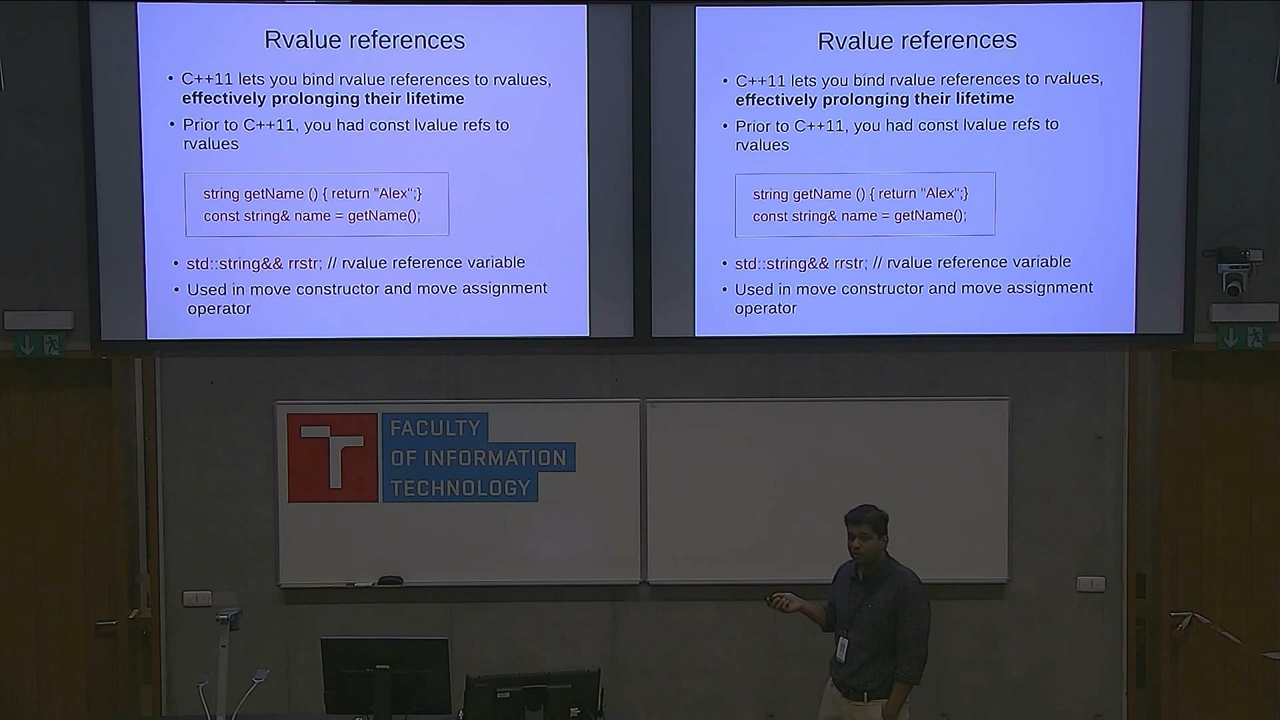 Rvalue references
• C++11 lets you bind rvalue references to rvalues,
effectively prolonging their lifetime
• Prior to C++11, you had const lvalue refs to
rvalues
string getName () { return "Alex";}
const string& name = getName();
• std::string&& rrstr; // rvalue reference variable
• Used in move constructor and move assignment
operator
Rvalue references
• C++11 lets you bind rvalue references to rvalues,
effectively prolonging their lifetime
• Prior to C++11, you had const lvalue refs to
rvalues
string getName () { return "Alex";}
const string& name = getName();
• std::string&& rrstr; // rvalue reference variable
• Used in move constructor and move assignment
operator
T
FACULTY
OF INFORMATION
TECHNOLOGY